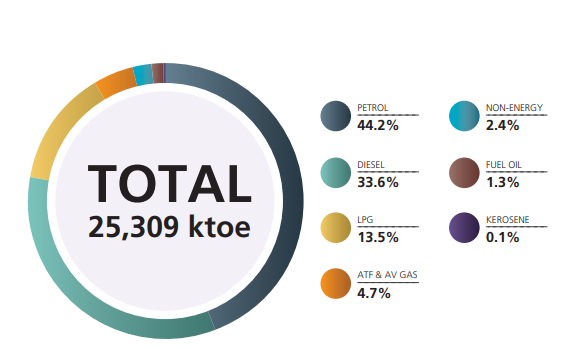 TOTAL
25,309 ktoe
PETROL
44.2%
DIESEL
33.6%
LPG
13.5%
ATF & AV GAS
4.7%
NON-ENERGY
2.4%
FUEL OIL
1.3%
KEROSENE
0.1%